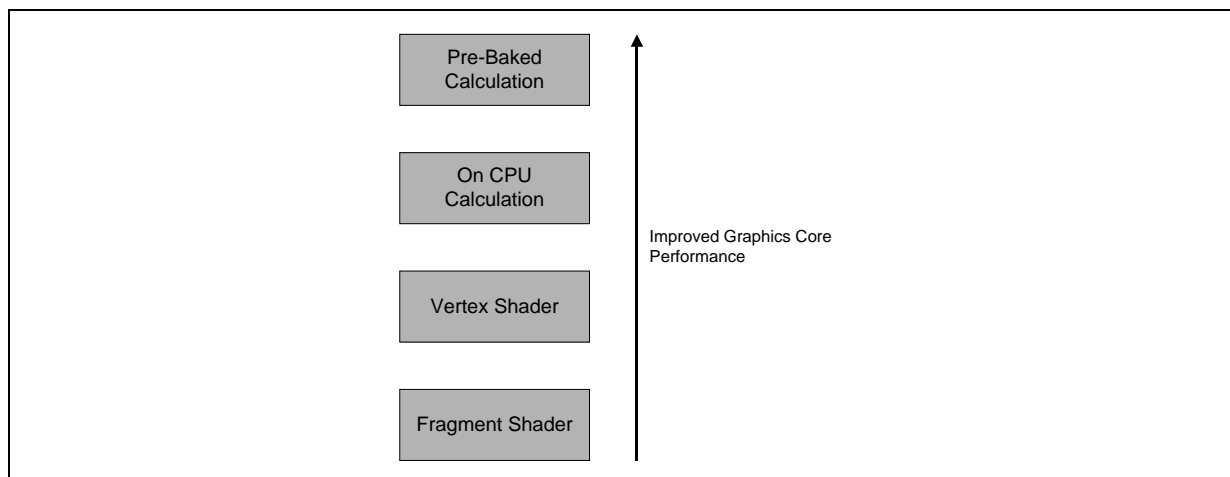 Pre-Baked
Calculation
On CPU
Calculation
Improved Graphics Core
Performance
Vertex Shader
Fragment Shader